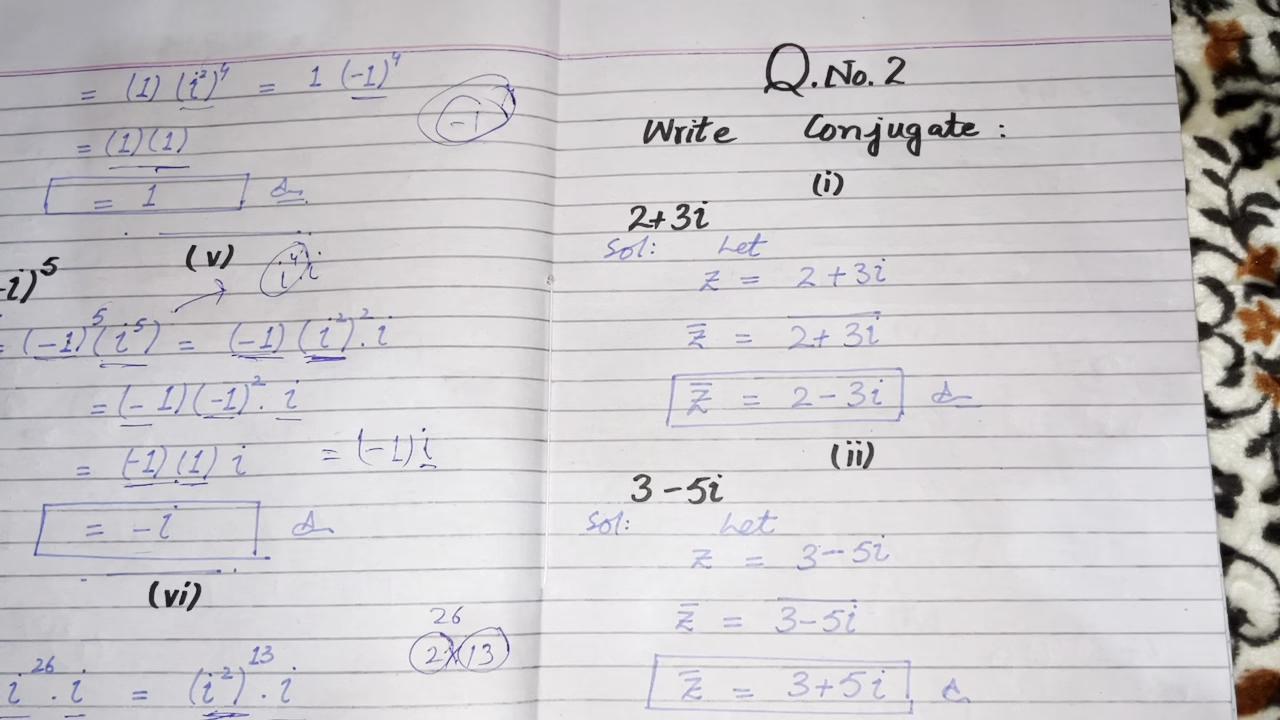 = (1) (i²)⁴ = 1 (-1)⁴
-1
= (1)(1)
= 1
(v)
-i)⁵
i⁴.i
= (-1)⁵(i⁵) = (-1) (i²)².i
= (-1)(-1)². i
= (-1)(1) i = (-1)i
= -i
(vi)
26
2×13
i²⁶. i = (i²)¹³. i
Q.No.2
Write Conjugate:
(i)
2+3i
Sol: Let
z = 2+3i
z̅ = \overline{2+3i}
z̅ = 2-3i
(ii)
3-5i
Sol: Let
z = 3-5i
z̅ = \overline{3-5i}
z̅ = 3+5i